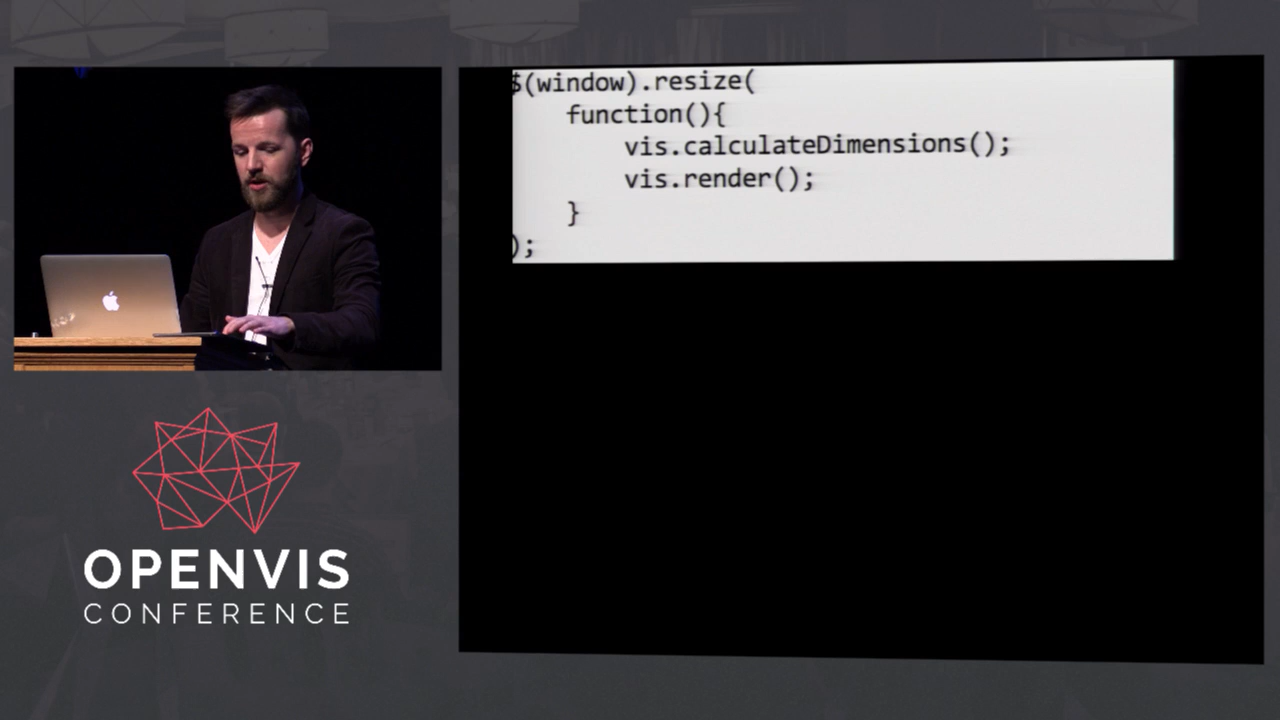 $(window).resize(
function(){
vis.calculateDimensions();
vis.render();
}
);
OPENVIS
CONFERENCE